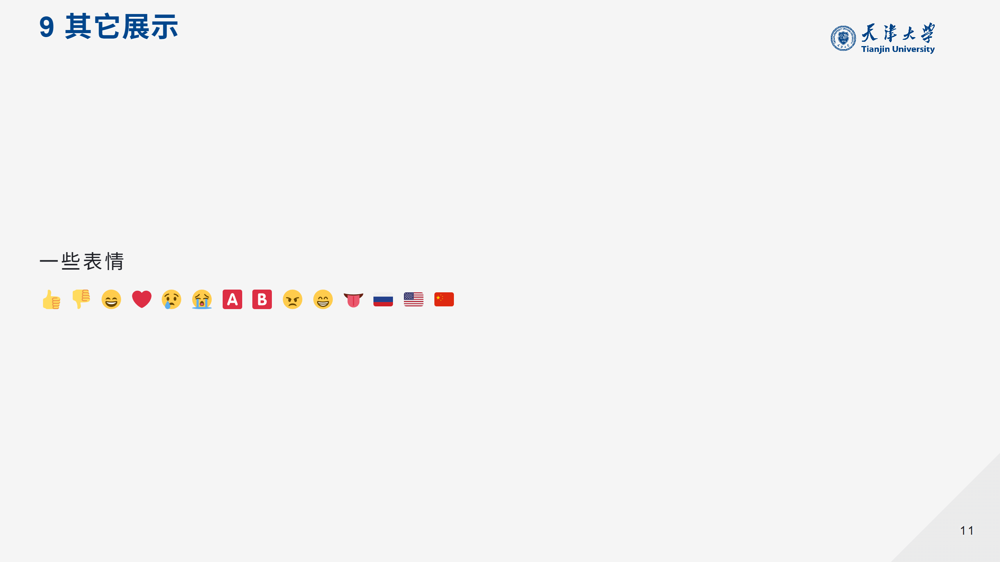 9 其它展示
天津大学
Tianjin University
一些表情
👍 👎 😄 ❤️ 😢 😭 🅰️ 🅱️ 😠 😁 👅 🇷🇺 🇺🇸 🇨🇳
11